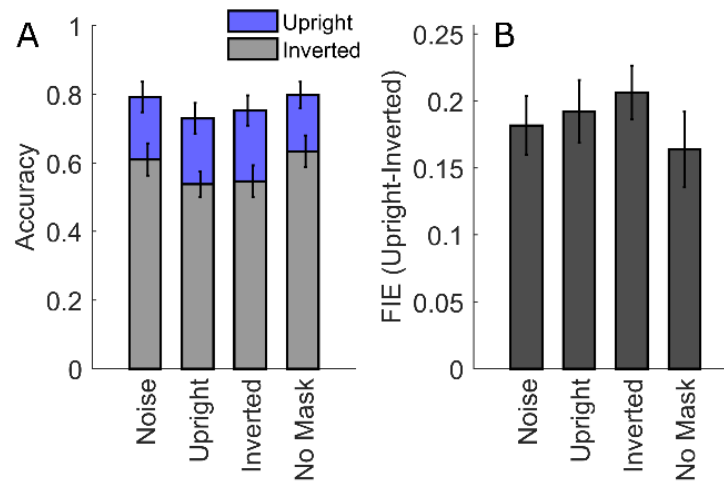 A
Accuracy
1
0.8
0.6
0.4
0.2
0
Upright
Inverted
Noise
Upright
Inverted
No Mask
B
FIE (Upright-Inverted)
0.25
0.2
0.15
0.1
0.05
0
Noise
Upright
Inverted
No Mask